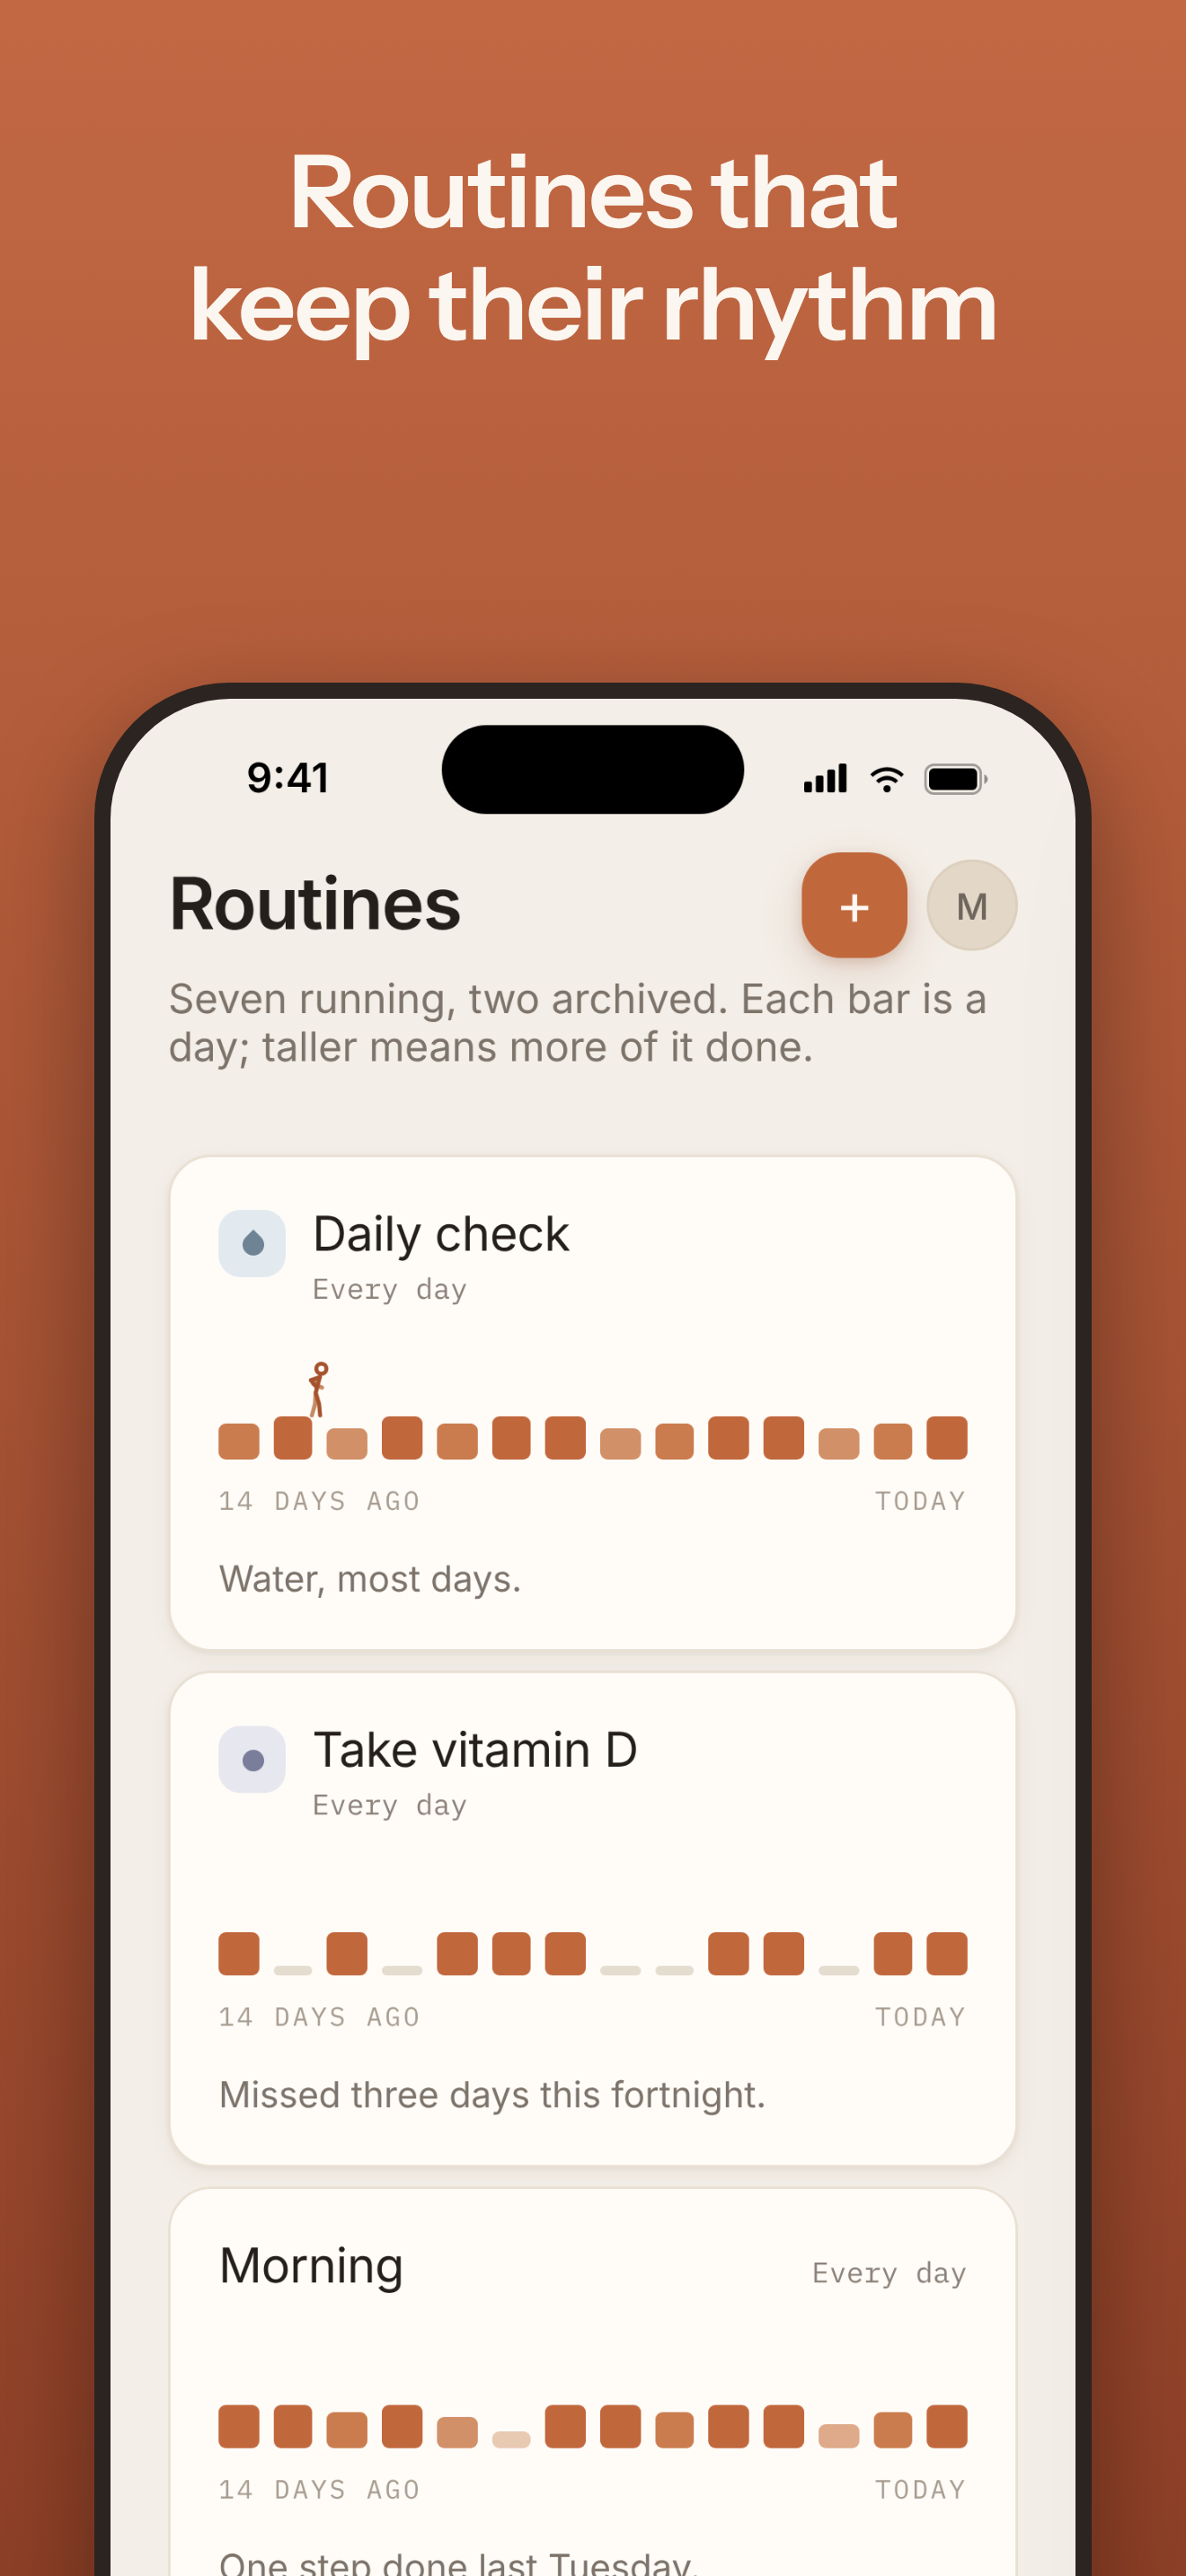 Routines that
keep their rhythm
9:41
Routines
+
M
Seven running, two archived. Each bar is a
day; taller means more of it done.
Daily check
Every day
14 DAYS AGO
TODAY
Water, most days.
Take vitamin D
Every day
14 DAYS AGO
TODAY
Missed three days this fortnight.
Morning
Every day
14 DAYS AGO
TODAY
One step done last Tuesday.